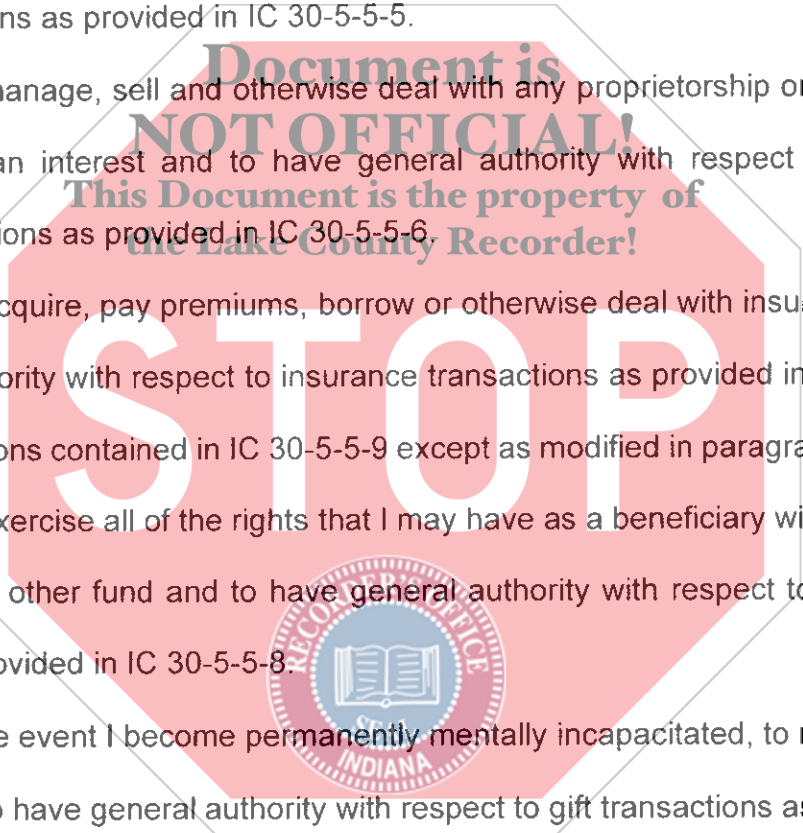 ns as provided in IC 30-5-5-5.
Document is
manage, sell and otherwise deal with any proprietorship or
NOT OFFICIAL!
an interest and to have general authority with respect
This Document is the property of
ions as provided in IC 30-5-5-6.
the Lake County Recorder!
cquire, pay premiums, borrow or otherwise deal with insu
STOP
ority with respect to insurance transactions as provided in
ons contained in IC 30-5-5-9 except as modified in paragra
xercise all of the rights that I may have as a beneficiary wi
other fund and to have general authority with respect to
RECORDER'S OFFICE
ovided in IC 30-5-5-8.
SEAL
e event I become permanently mentally incapacitated, to
INDIANA
o have general authority with respect to gift transactions as